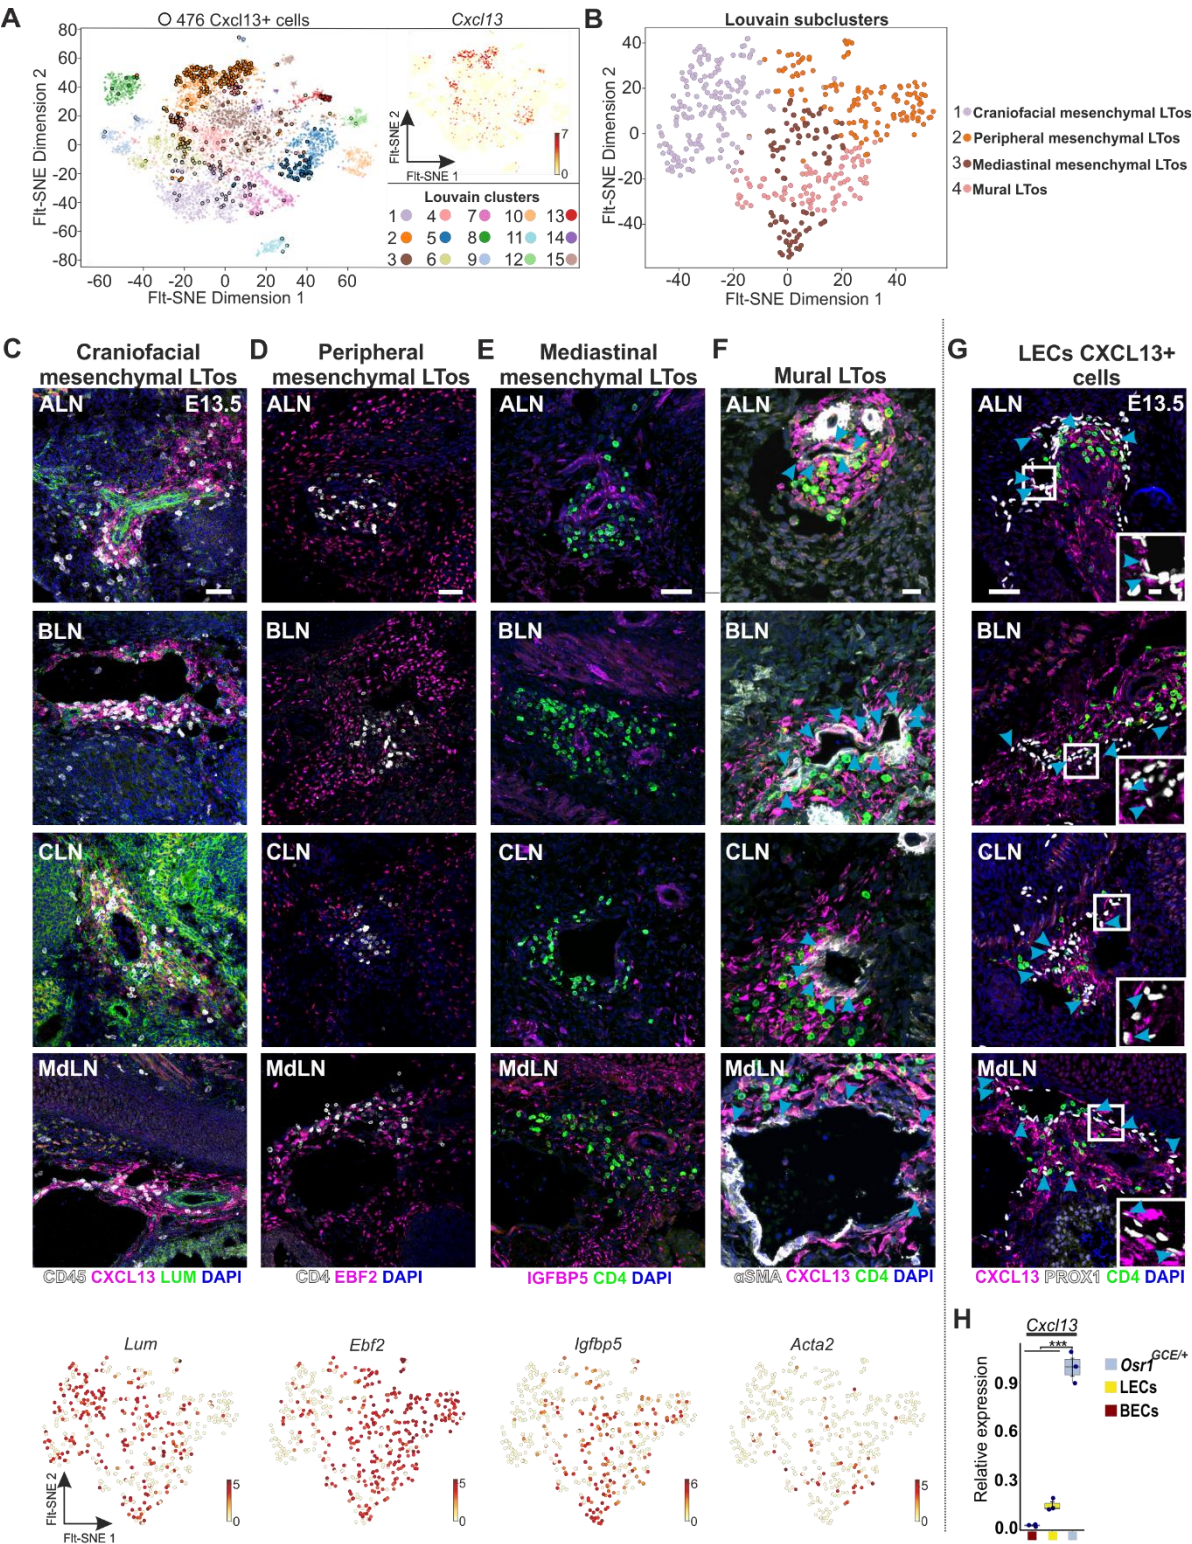 A
476 Cxcl13+ cells
Cxcl13
80
60
40
20
0
-20
-40
-60
-80
FIt-SNE Dimension 2
-60 -40 -20 0 20 40 60
FIt-SNE Dimension 1
FIt-SNE 2
FIt-SNE 1
7
0
Louvain clusters
1 4 7 10 13
2 5 8 11 14
3 6 9 12 15
B
Louvain subclusters
40
20
0
-20
-40
FIt-SNE Dimension 2
-40 -20 0 20 40
FIt-SNE Dimension 1
1 Craniofacial mesenchymal LTos
2 Peripheral mesenchymal LTos
3 Mediastinal mesenchymal LTos
4 Mural LTos
C
Craniofacial
mesenchymal LTos
D
Peripheral
mesenchymal LTos
E
Mediastinal
mesenchymal LTos
F
Mural LTos
G
LECs CXCL13+
cells
ALN E13.5
ALN
ALN
ALN
ALN E13.5
BLN
BLN
BLN
BLN
BLN
CLN
CLN
CLN
CLN
CLN
MdLN
MdLN
MdLN
MdLN
MdLN
CD45 CXCL13 LUM DAPI
CD4 EBF2 DAPI
IGFBP5 CD4 DAPI
αSMA CXCL13 CD4 DAPI
CXCL13 PROX1 CD4 DAPI
Lum
Ebf2
Igfbp5
Acta2
FIt-SNE 2
FIt-SNE 1
5
0
5
0
6
0
5
0
H
Cxcl13
***
0.9
0.6
0.3
0.0
Relative expression
Osr1GCE/+
LECs
BECs